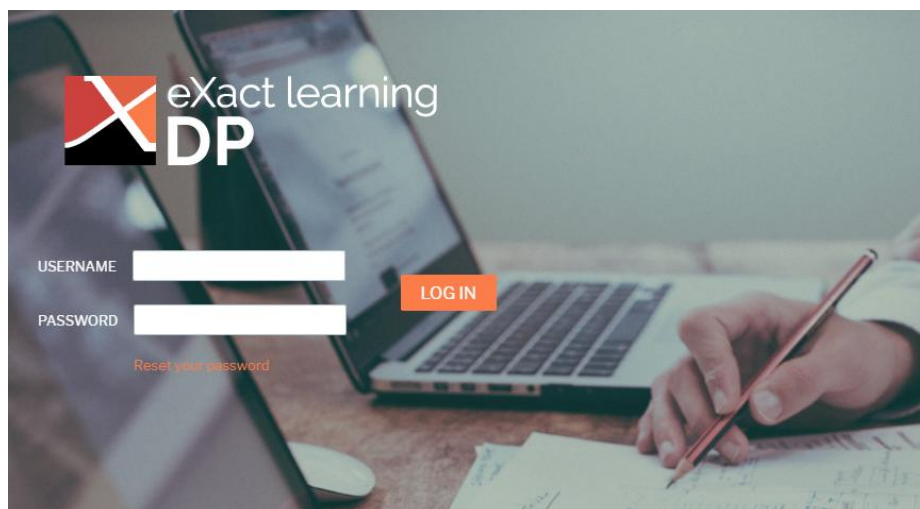 eXact learning
DP
USERNAME
LOG IN
PASSWORD
Reset your password